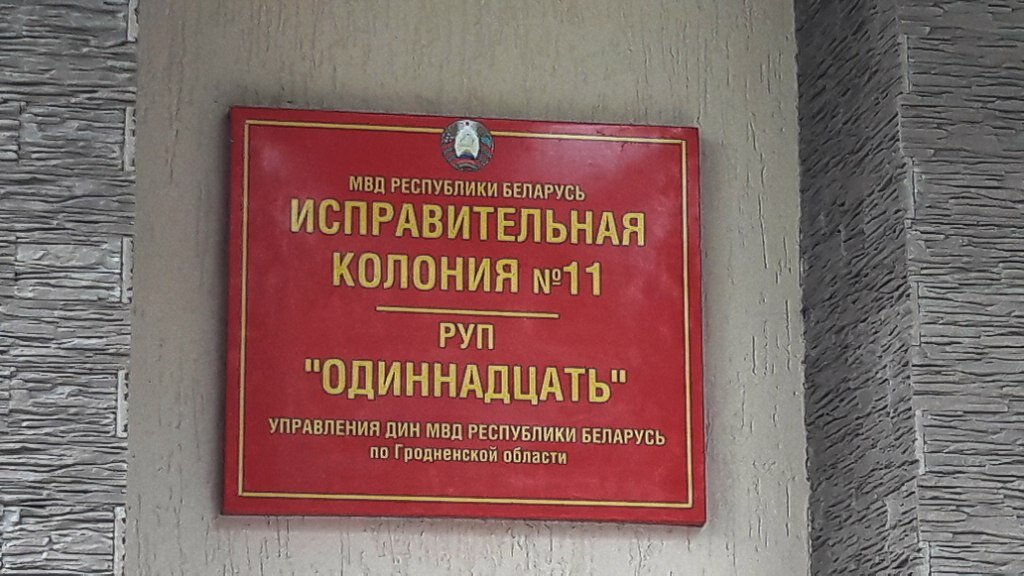 МВД РЕСПУБЛИКИ БЕЛАРУСЬ
ИСПРАВИТЕЛЬНАЯ
КОЛОНИЯ №11
РУП
"ОДИННАДЦАТЬ"
УПРАВЛЕНИЯ ДИН МВД РЕСПУБЛИКИ БЕЛАРУСЬ
по Гродненской области